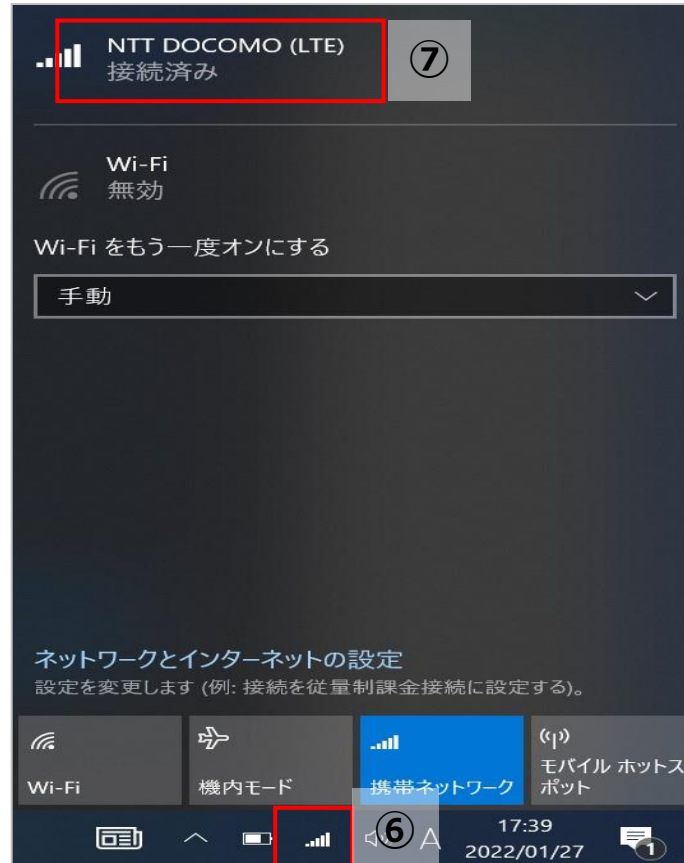 NTT DOCOMO (LTE)
接続済み
⑦
Wi-Fi
無効
Wi-Fi をもう一度オンにする
手動
ネットワークとインターネットの設定
設定を変更します (例: 接続を従量制課金接続に設定する)。
Wi-Fi
機内モード
携帯ネットワーク
モバイル ホットス
ポット
⑥
A
17:39
2022/01/27
1